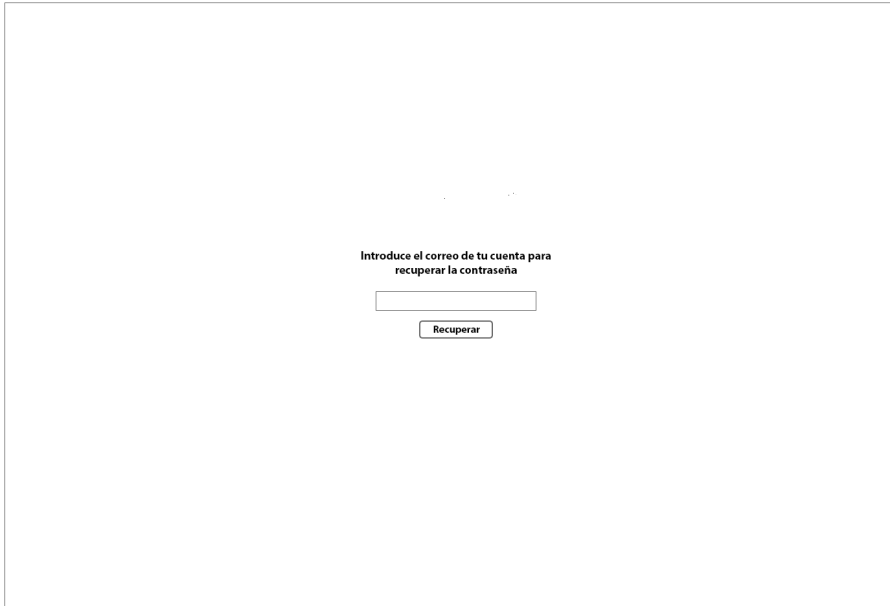 Introduce el correo de tu cuenta para
recuperar la contraseña
Recuperar